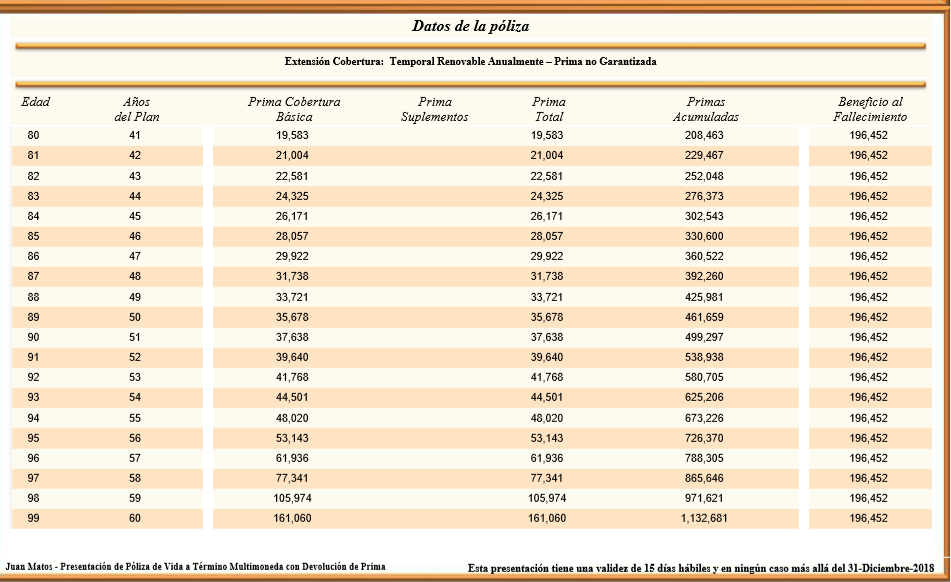 Datos de la póliza
Extensión Cobertura: Temporal Renovable Anualmente – Prima no Garantizada
Edad Años Prima Cobertura Prima Prima Primas Beneficio al
del Plan Básica Suplementos Total Acumuladas Fallecimiento
80 41 19,583 19,583 208,463 196,452
81 42 21,004 21,004 229,467 196,452
82 43 22,581 22,581 252,048 196,452
83 44 24,325 24,325 276,373 196,452
84 45 26,171 26,171 302,543 196,452
85 46 28,057 28,057 330,600 196,452
86 47 29,922 29,922 360,522 196,452
87 48 31,738 31,738 392,260 196,452
88 49 33,721 33,721 425,981 196,452
89 50 35,678 35,678 461,659 196,452
90 51 37,638 37,638 499,297 196,452
91 52 39,640 39,640 538,938 196,452
92 53 41,768 41,768 580,705 196,452
93 54 44,501 44,501 625,206 196,452
94 55 48,020 48,020 673,226 196,452
95 56 53,143 53,143 726,370 196,452
96 57 61,936 61,936 788,305 196,452
97 58 77,341 77,341 865,646 196,452
98 59 105,974 105,974 971,621 196,452
99 60 161,060 161,060 1,132,681 196,452
Juan Matos - Presentación de Póliza de Vida a Término Multimoneda con Devolución de Prima Esta presentación tiene una validez de 15 días hábiles y en ningún caso más allá del 31-Diciembre-2018